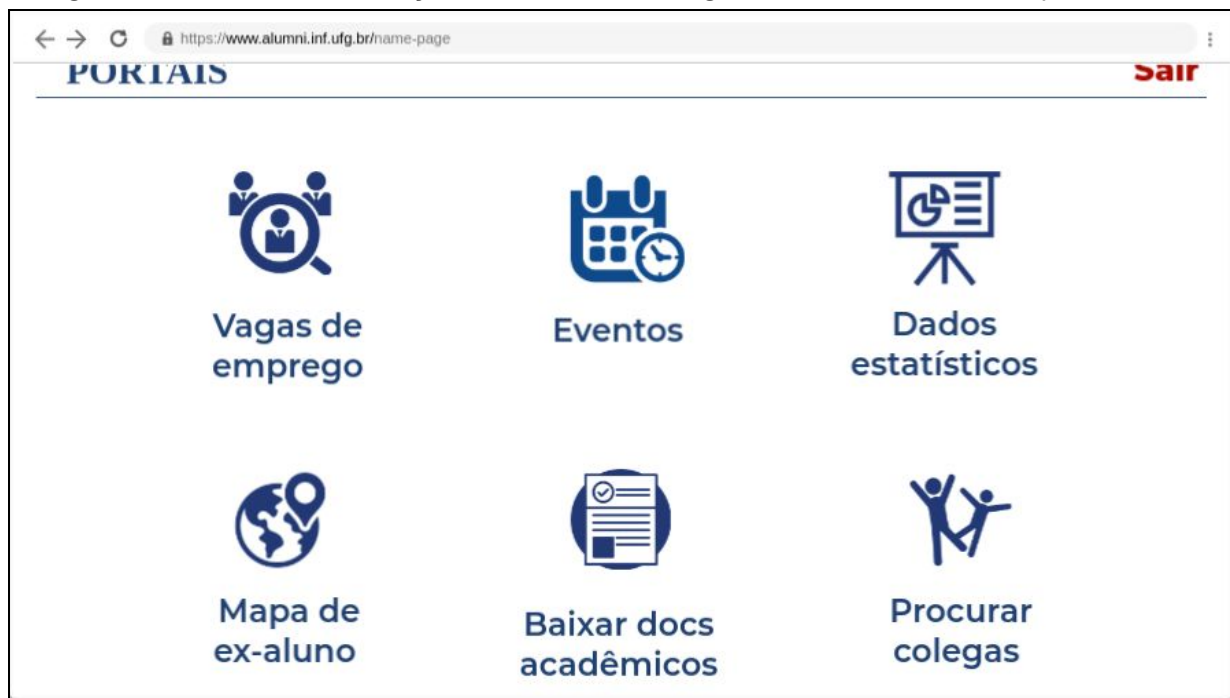 https://www.alumni.inf.ufg.br/name-page
PORTAIS
Sair
Vagas de
emprego
Eventos
Dados
estatísticos
Mapa de
ex-aluno
Baixar docs
acadêmicos
Procurar
colegas